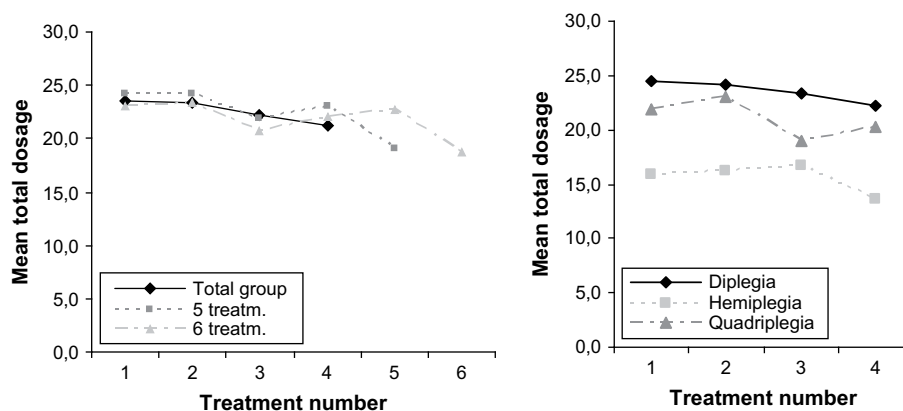 Mean total dosage
30,0
25,0
20,0
15,0
10,0
5,0
0,0
Total group
5 treatm.
6 treatm.
1 2 3 4 5 6
Treatment number
Mean total dosage
30,0
25,0
20,0
15,0
10,0
5,0
0,0
Diplegia
Hemiplegia
Quadriplegia
1 2 3 4
Treatment number